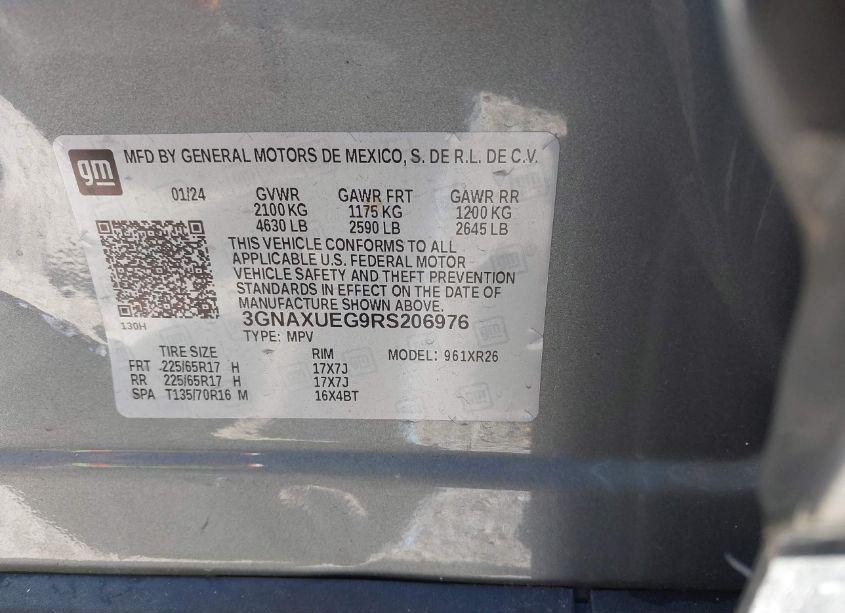 gm
MFD BY GENERAL MOTORS DE MEXICO, S. DE R.L. DE C.V.
01/24 GVWR GAWR FRT GAWR RR
2100 KG 1175 KG 1200 KG
4630 LB 2590 LB 2645 LB
THIS VEHICLE CONFORMS TO ALL
APPLICABLE U.S. FEDERAL MOTOR
VEHICLE SAFETY AND THEFT PREVENTION
STANDARDS IN EFFECT ON THE DATE OF
MANUFACTURE SHOWN ABOVE.
130H 3GNAXUEG9RS206976
TYPE: MPV
TIRE SIZE RIM MODEL: 961XR26
FRT 225/65R17 H 17X7J
RR 225/65R17 H 17X7J
SPA T135/70R16 M 16X4BT